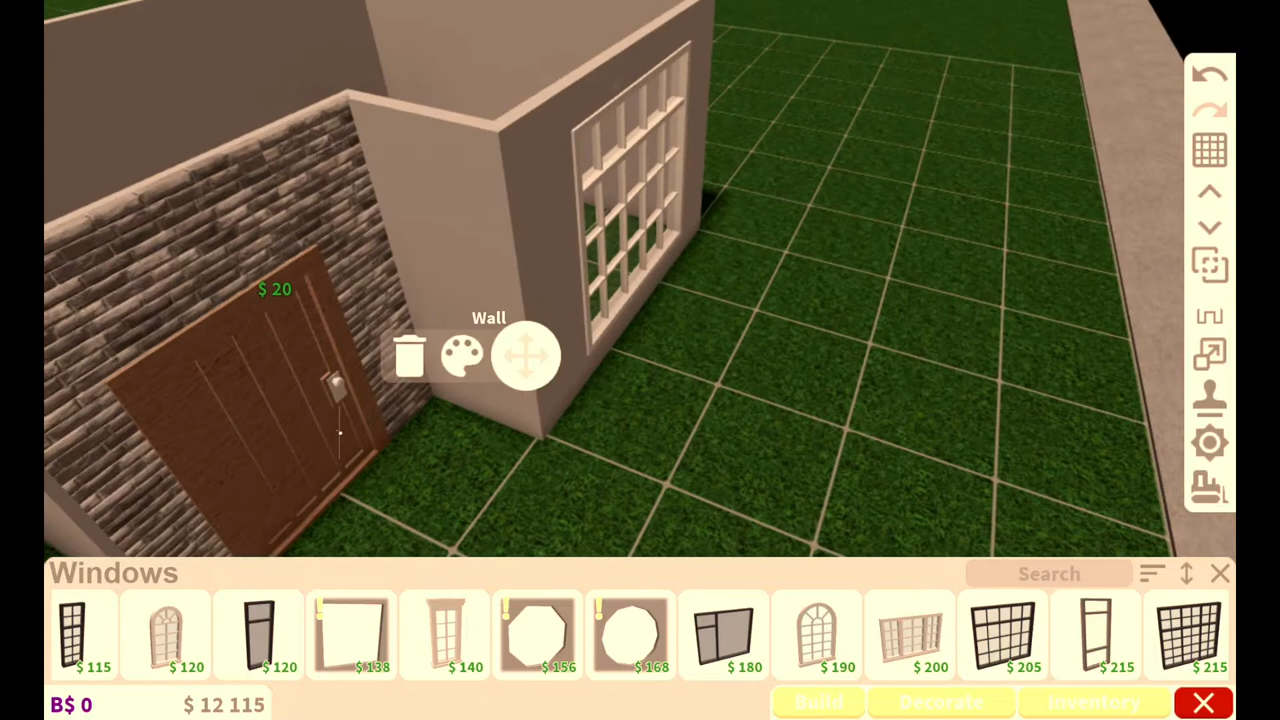 $ 20
Wall
Windows
Search
$ 115 $ 120 $ 120 $ 138 $ 140 $ 156 $ 168 $ 180 $ 190 $ 200 $ 205 $ 215 $ 215
B$ 0 $ 12 115 Build Decorate Inventory